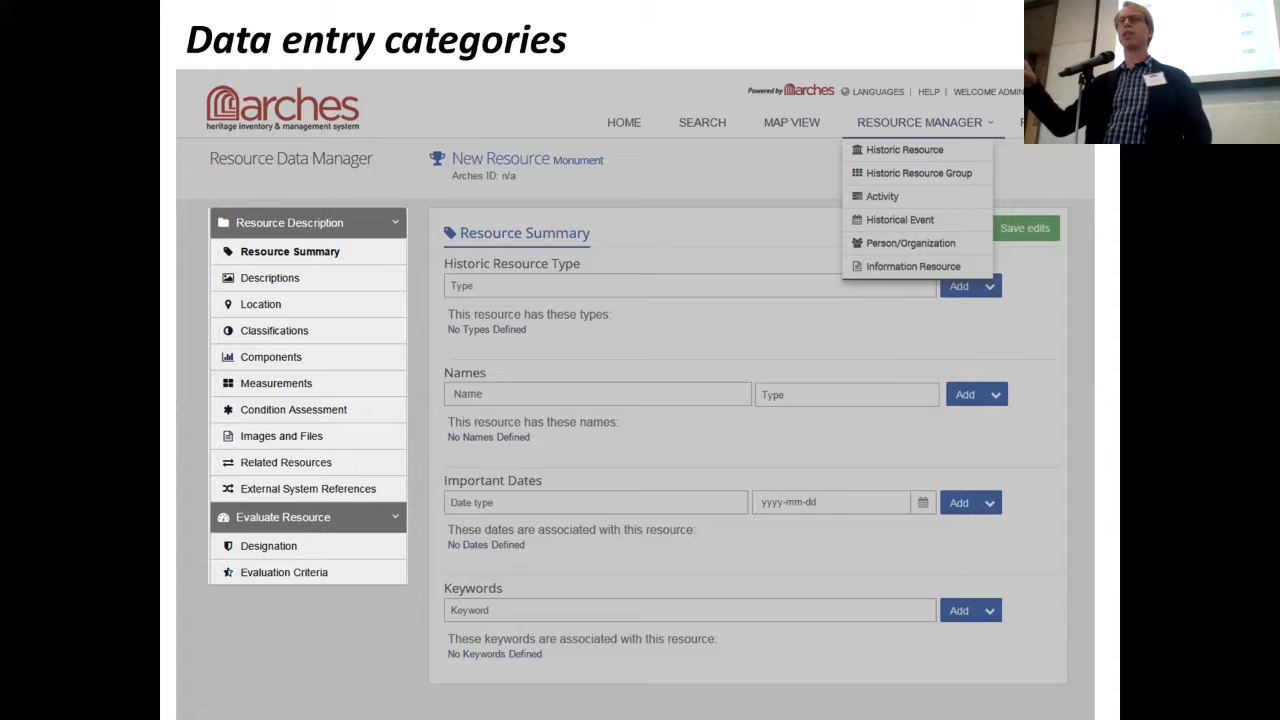 Data entry categories
arches
heritage inventory & management system
Powered by arches LANGUAGES | HELP | WELCOME ADMIN
HOME SEARCH MAP VIEW RESOURCE MANAGER
Resource Data Manager
New Resource Monument
Arches ID: n/a
Historic Resource
Historic Resource Group
Activity
Historical Event
Person/Organization
Information Resource
Resource Description
Resource Summary
Descriptions
Location
Classifications
Components
Measurements
Condition Assessment
Images and Files
Related Resources
External System References
Evaluate Resource
Designation
Evaluation Criteria
Resource Summary
Save edits
Historic Resource Type
Type Add
This resource has these types:
No Types Defined
Names
Name Type Add
This resource has these names:
No Names Defined
Important Dates
Date type yyyy-mm-dd Add
These dates are associated with this resource:
No Dates Defined
Keywords
Keyword Add
These keywords are associated with this resource:
No Keywords Defined